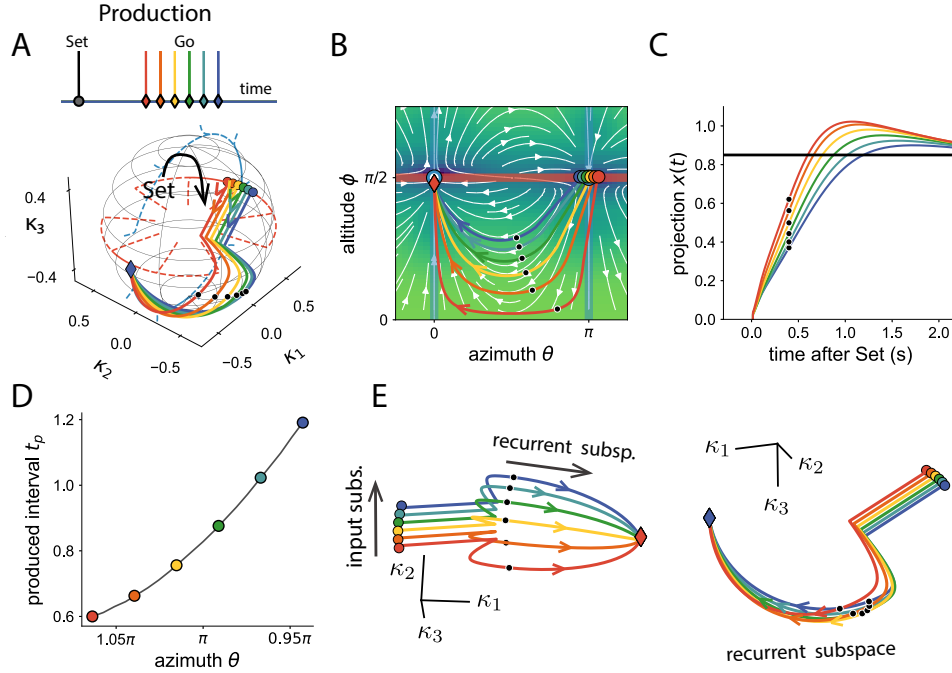 Production
A
Set
Go
time
Set
0.4
κ3
−0.4
0.5
0.0
−0.5
κ2
−0.5
0.0
0.5
κ1
B
altitude ϕ
π/2
0
0
π
azimuth θ
C
projection x(t)
1.0
0.8
0.6
0.4
0.2
0.0
0.0
0.5
1.0
1.5
2.0
time after Set (s)
D
produced interval tp
1.2
1.0
0.8
0.6
1.05π
π
0.95π
azimuth θ
E
recurrent subsp.
input subs.
κ2
κ1
κ3
κ1
κ2
κ3
recurrent subspace